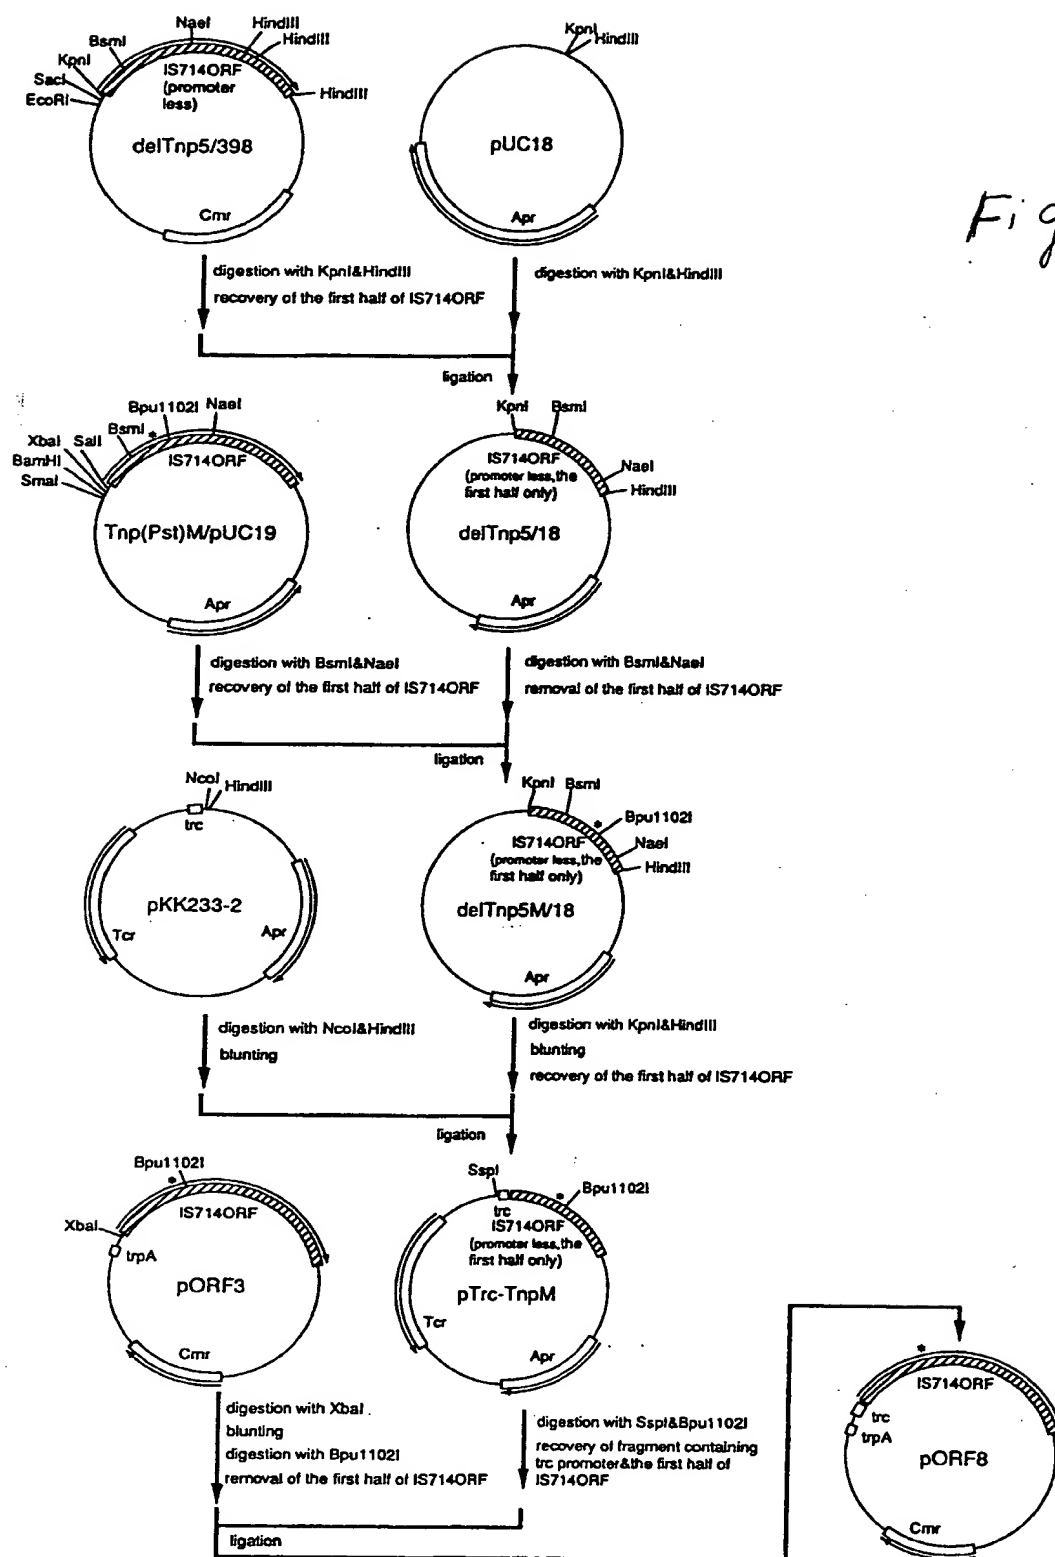 NaeI
HindIII
HindIII
BsmI
KpnI
SacI
EcoRI
IS714ORF
(promoter
less)
HindIII
delTnp5/398
Cmr
KpnI
HindIII
pUC18
Apr
Fig
digestion with KpnI&HindIII
recovery of the first half of IS714ORF
digestion with KpnI&HindIII
ligation
Bpu1102I
NaeI
BsmI
*
XbaI
SalI
BamHI
SmaI
IS714ORF
Tnp(Pst)M/pUC19
Apr
KpnI
BsmI
IS714ORF
(promoter less,the
first half only)
NaeI
HindIII
delTnp5/18
Apr
digestion with BsmI&NaeI
recovery of the first half of IS714ORF
digestion with BsmI&NaeI
removal of the first half of IS714ORF
ligation
NcoI
HindIII
trc
pKK233-2
Tcr
Apr
KpnI
BsmI
*
Bpu1102I
IS714ORF
(promoter less,the
first half only)
NaeI
HindIII
delTnp5M/18
Apr
digestion with NcoI&HindIII
blunting
digestion with KpnI&HindIII
blunting
recovery of the first half of IS714ORF
ligation
Bpu1102I
*
IS714ORF
XbaI
trpA
pORF3
Cmr
SspI
trc
*
Bpu1102I
IS714ORF
(promoter less,the
first half only)
pTrc-TnpM
Tcr
Apr
digestion with XbaI
blunting
digestion with Bpu1102I
removal of the first half of IS714ORF
digestion with SspI&Bpu1102I
recovery of fragment containing
trc promoter&the first half of
IS714ORF
ligation
*
IS714ORF
trc
trpA
pORF8
Cmr